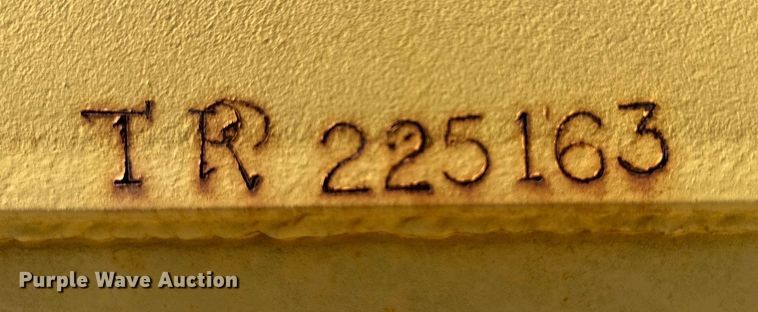 TR 225163
Purple Wave Auction